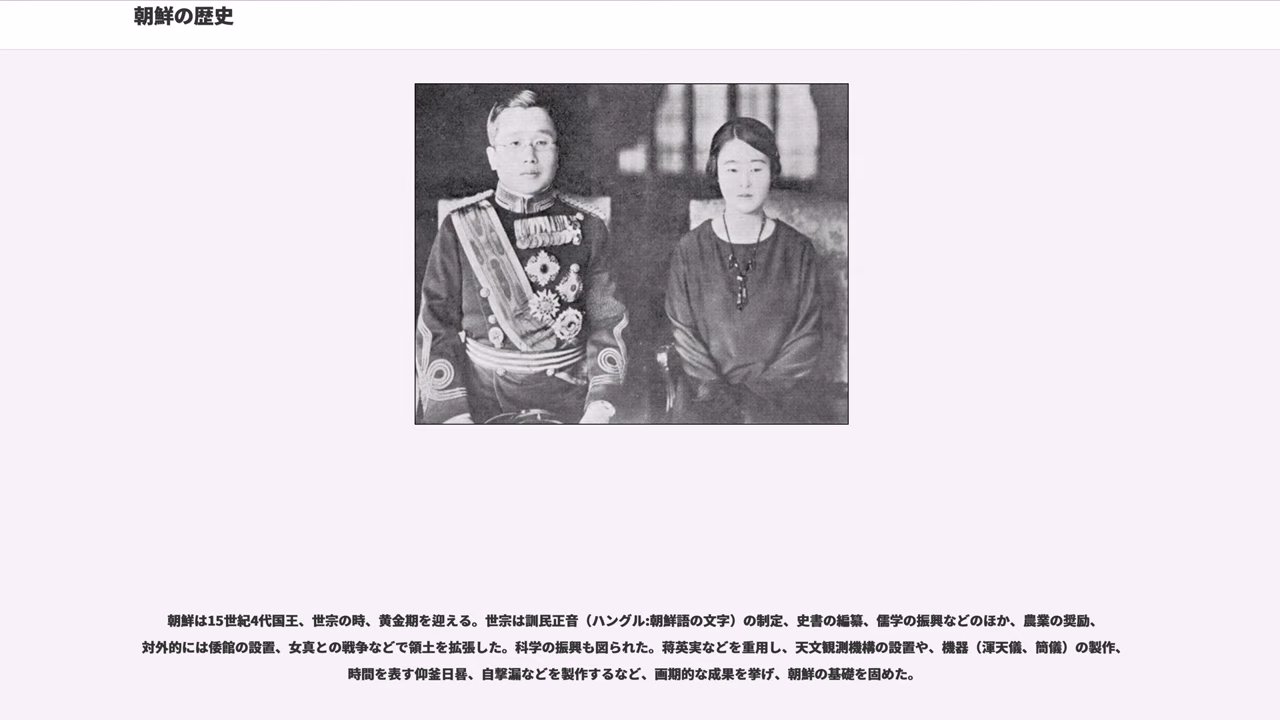 朝鮮の歴史
朝鮮は15世紀4代国王、世宗の時、黄金期を迎える。世宗は訓民正音（ハングル:朝鮮語の文字）の制定、史書の編纂、儒学の振興などのほか、農業の奨励、
対外的には倭館の設置、女真との戦争などで領土を拡張した。科学の振興も図られた。蒋英実などを重用し、天文観測機構の設置や、機器（渾天儀、簡儀）の製作、
時間を表す仰釜日晷、自撃漏などを製作するなど、画期的な成果を挙げ、朝鮮の基礎を固めた。